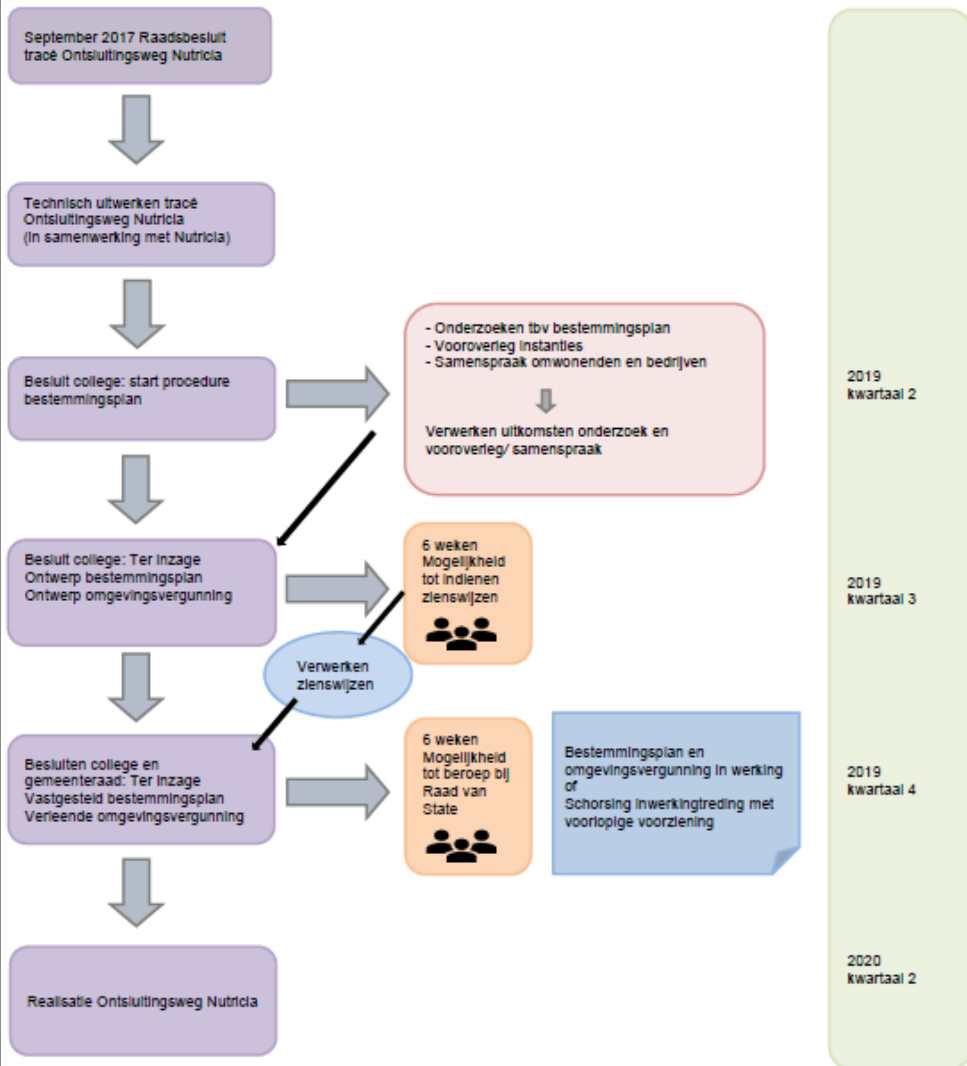 September 2017 Raadsbesluit
tracé Ontsluitingsweg Nutricia
Technisch uitwerken tracé
Ontsluitingsweg Nutricia
(in samenwerking met Nutricia)
Besluit college: start procedure
bestemmingsplan
- Onderzoeken tbv bestemmingsplan
- Vooroverleg instanties
- Samenspraak omwonenden en bedrijven
Verwerken uitkomsten onderzoek en
vooroverleg/ samenspraak
2019
kwartaal 2
Besluit college: Ter inzage
Ontwerp bestemmingsplan
Ontwerp omgevingsvergunning
6 weken
Mogelijkheid
tot indienen
zienswijzen
2019
kwartaal 3
Verwerken
zienswijzen
Besluiten college en
gemeenteraad: Ter inzage
Vastgesteld bestemmingsplan
Verleende omgevingsvergunning
6 weken
Mogelijkheid
tot beroep bij
Raad van
State
Bestemmingsplan en
omgevingsvergunning in werking
of
Schorsing inwerkingtreding met
voorlopige voorziening
2019
kwartaal 4
Realisatie Ontsluitingsweg Nutricia
2020
kwartaal 2